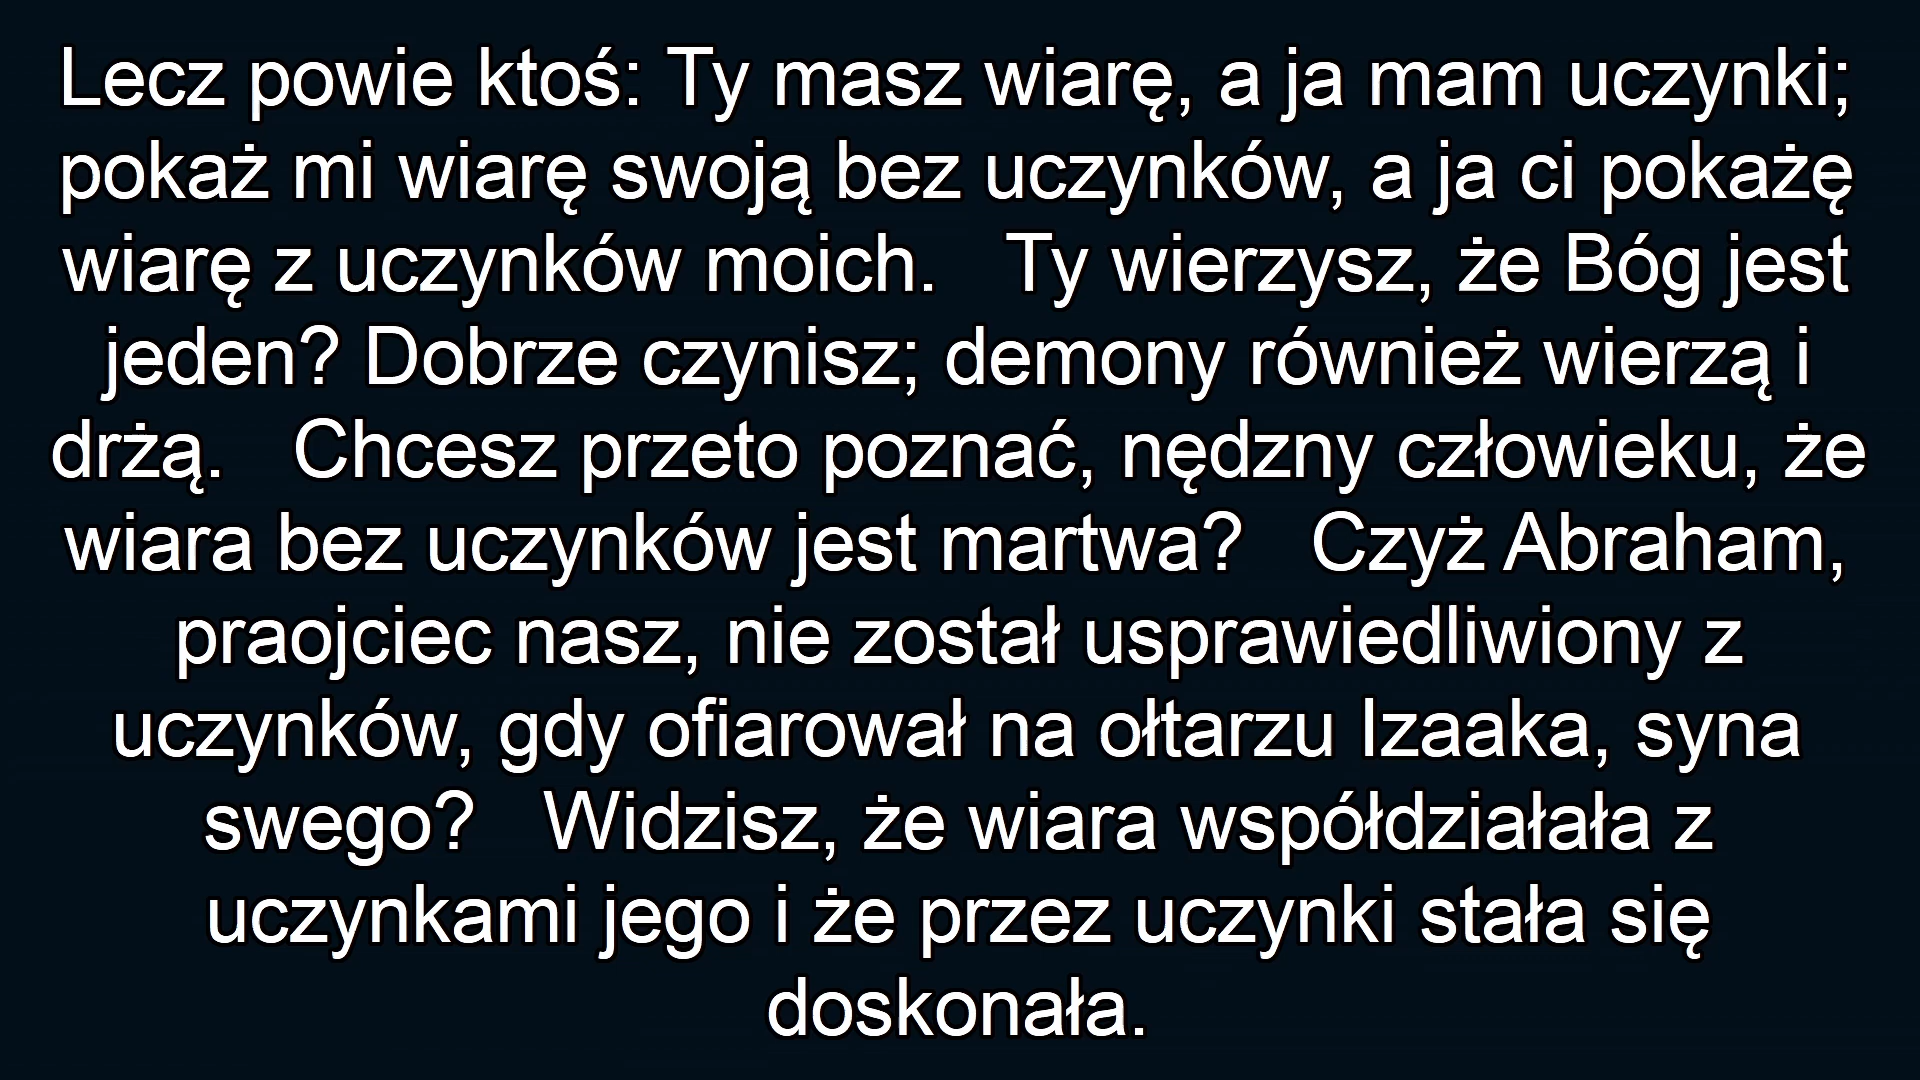 Lecz powie ktoś: Ty masz wiarę, a ja mam uczynki;
pokaż mi wiarę swoją bez uczynków, a ja ci pokażę
wiarę z uczynków moich.   Ty wierzysz, że Bóg jest
jeden? Dobrze czynisz; demony również wierzą i
drżą.   Chcesz przeto poznać, nędzny człowieku, że
wiara bez uczynków jest martwa?   Czyż Abraham,
praojciec nasz, nie został usprawiedliwiony z
uczynków, gdy ofiarował na ołtarzu Izaaka, syna
swego?   Widzisz, że wiara współdziałała z
uczynkami jego i że przez uczynki stała się
doskonała.